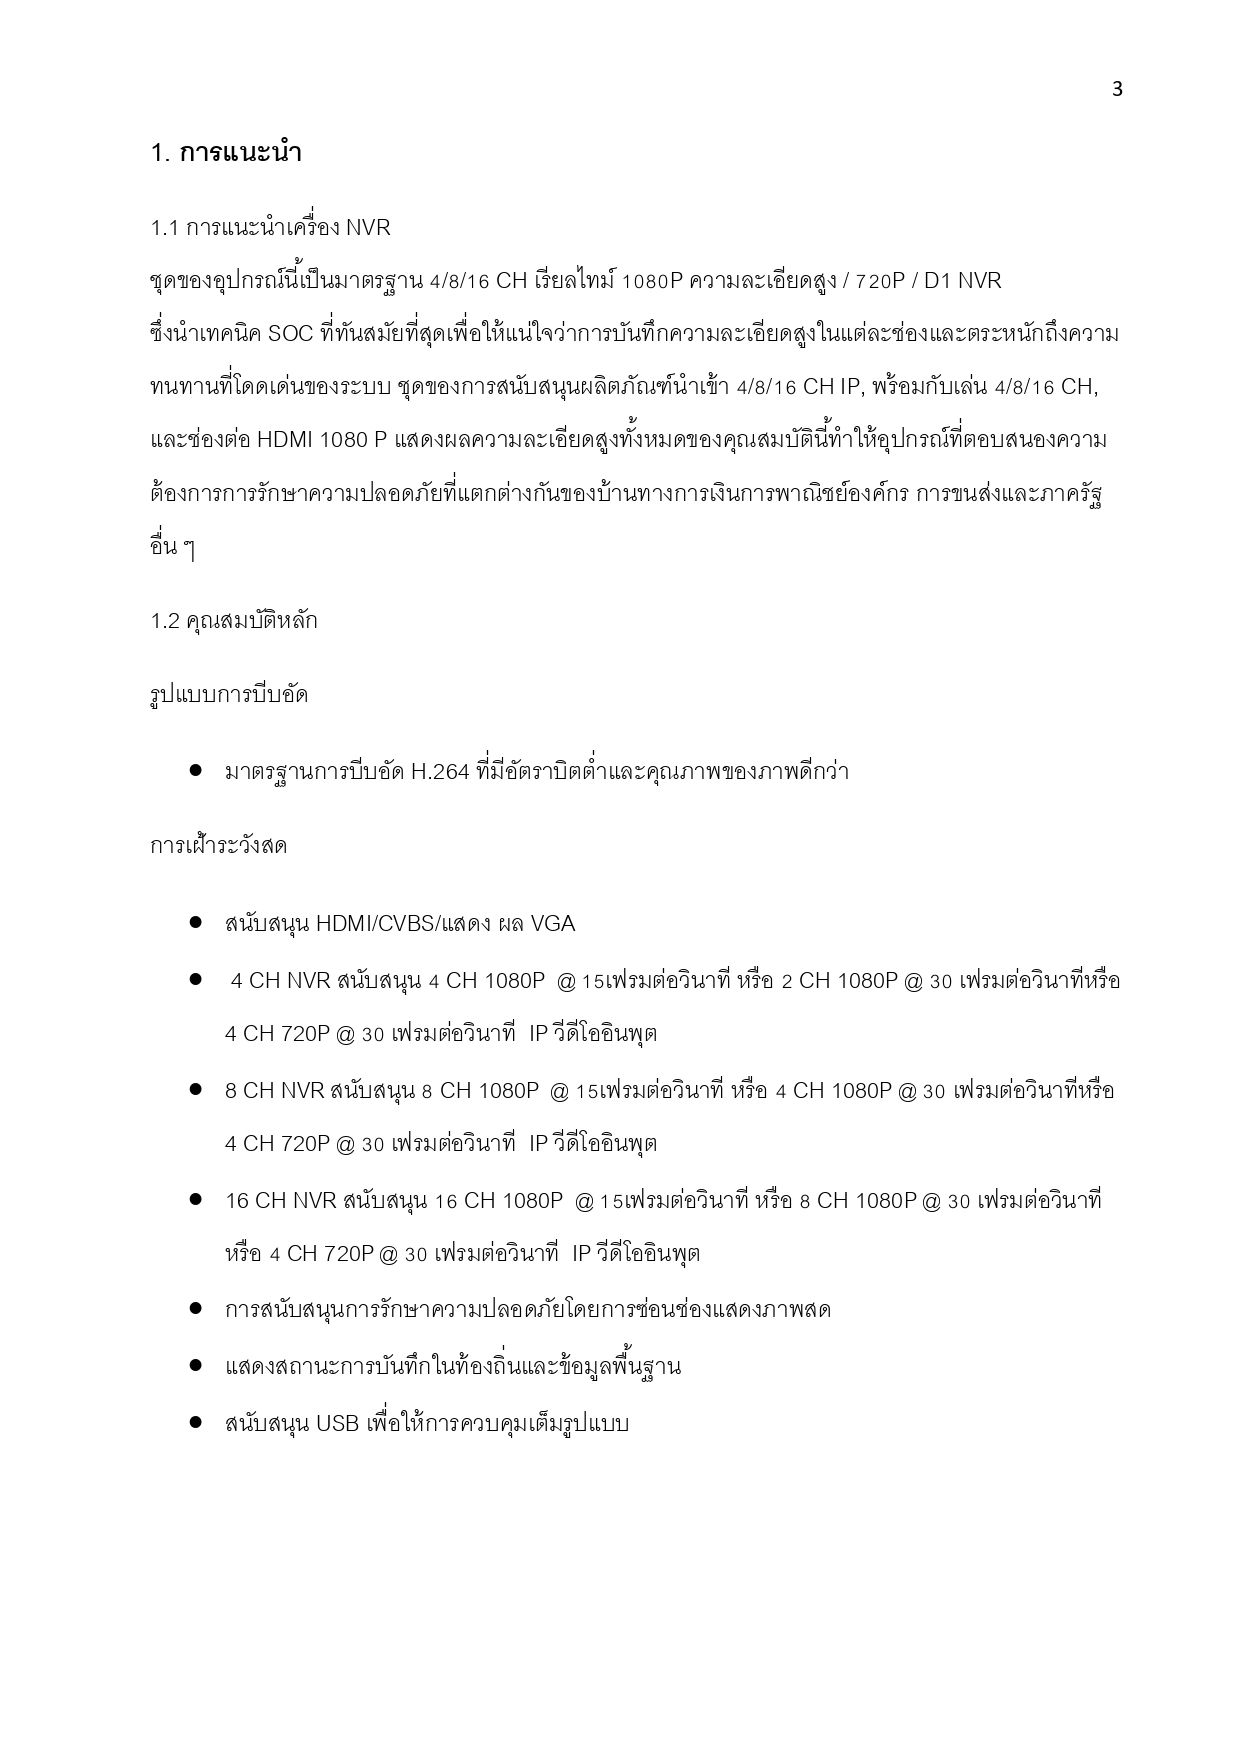 3
1. การแนะนำ
1.1 การแนะนำเครื่อง NVR
ชุดของอุปกรณ์นี้เป็นมาตรฐาน 4/8/16 CH เรียลไทม์ 1080P ความละเอียดสูง / 720P / D1 NVR
ซึ่งนำเทคนิค SOC ที่ทันสมัยที่สุดเพื่อให้แน่ใจว่าการบันทึกความละเอียดสูงในแต่ละช่องและตระหนักถึงความ
ทนทานที่โดดเด่นของระบบ ชุดของการสนับสนุนผลิตภัณฑ์นำเข้า 4/8/16 CH IP, พร้อมกับเล่น 4/8/16 CH,
และช่องต่อ HDMI 1080 P แสดงผลความละเอียดสูงทั้งหมดของคุณสมบัตินี้ทำให้อุปกรณ์ที่ตอบสนองความ
ต้องการการรักษาความปลอดภัยที่แตกต่างกันของบ้านทางการเงินการพาณิชย์องค์กร การขนส่งและภาครัฐ
อื่น ๆ
1.2 คุณสมบัติหลัก
รูปแบบการบีบอัด
● มาตรฐานการบีบอัด H.264 ที่มีอัตราบิตต่ำและคุณภาพของภาพดีกว่า
การเฝ้าระวังสด
● สนับสนุน HDMI/CVBS/แสดง ผล VGA
● 4 CH NVR สนับสนุน 4 CH 1080P @ 15เฟรมต่อวินาที หรือ 2 CH 1080P @ 30 เฟรมต่อวินาทีหรือ
4 CH 720P @ 30 เฟรมต่อวินาที IP วีดีโออินพุต
● 8 CH NVR สนับสนุน 8 CH 1080P @ 15เฟรมต่อวินาที หรือ 4 CH 1080P @ 30 เฟรมต่อวินาทีหรือ
4 CH 720P @ 30 เฟรมต่อวินาที IP วีดีโออินพุต
● 16 CH NVR สนับสนุน 16 CH 1080P @ 15เฟรมต่อวินาที หรือ 8 CH 1080P @ 30 เฟรมต่อวินาที
หรือ 4 CH 720P @ 30 เฟรมต่อวินาที IP วีดีโออินพุต
● การสนับสนุนการรักษาความปลอดภัยโดยการซ่อนช่องแสดงภาพสด
● แสดงสถานะการบันทึกในท้องถิ่นและข้อมูลพื้นฐาน
● สนับสนุน USB เพื่อให้การควบคุมเต็มรูปแบบ